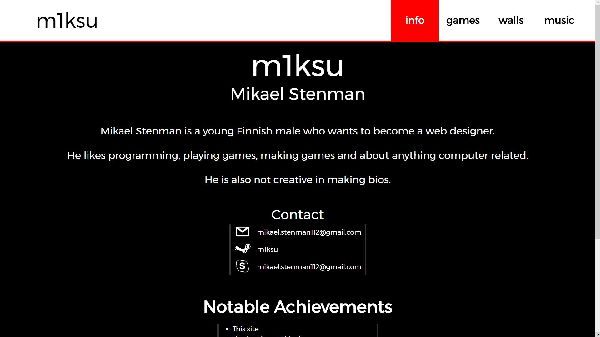 m1ksu
info games walls music
m1ksu
Mikael Stenman
Mikael Stenman is a young Finnish male who wants to become a web designer.
He likes programming, playing games, making games and about anything computer related.
He is also not creative in making bios.
Contact
mikael.stenman112@gmail.com
m1ksu
mikael.stenman112@gmail.com
Notable Achievements
This site